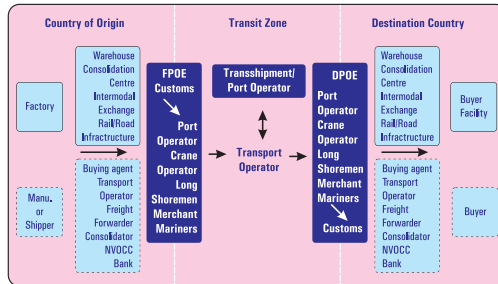 Country of Origin
Transit Zone
Destination Country
Factory
Manu.
or
Shipper
Warehouse
Consolidation
Centre
Intermodal
Exchange
Rail/Road
Infrastructure
Buying agent
Transport
Operator
Freight
Forwarder
Consolidator
NVOCC
Bank
FPOE
Customs
Port
Operator
Crane
Operator
Long
Shoremen
Merchant
Mariners
Transshipment/
Port Operator
Transport
Operator
DPOE
Port
Operator
Crane
Operator
Long
Shoremen
Merchant
Mariners
Customs
Warehouse
Consolidation
Centre
Intermodal
Exchange
Rail/Road
Infrastructure
Buying agent
Transport
Operator
Freight
Forwarder
Consolidator
NVOCC
Bank
Buyer
Facility
Buyer